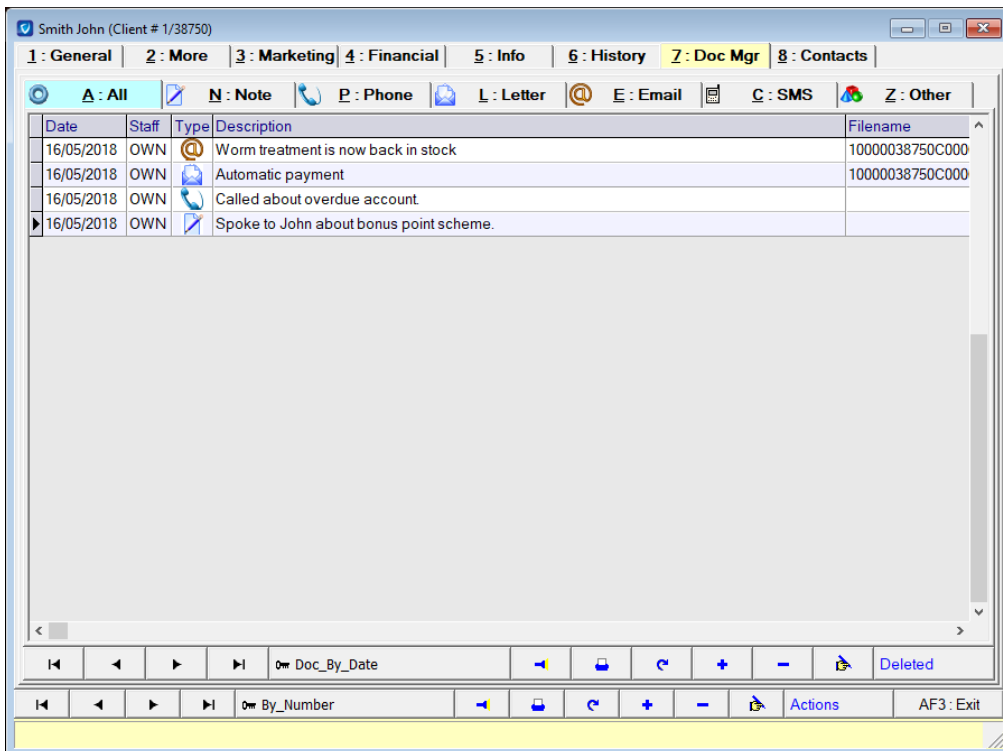 Smith John (Client # 1/38750)
1 : General 2 : More 3 : Marketing 4 : Financial 5 : Info 6 : History 7 : Doc Mgr 8 : Contacts
A : All N : Note P : Phone L : Letter E : Email C : SMS Z : Other
Date Staff Type Description Filename
16/05/2018 OWN Worm treatment is now back in stock 10000038750C000
16/05/2018 OWN Automatic payment 10000038750C000
16/05/2018 OWN Called about overdue account.
16/05/2018 OWN Spoke to John about bonus point scheme.
Doc_By_Date Deleted
By_Number Actions AF3 : Exit